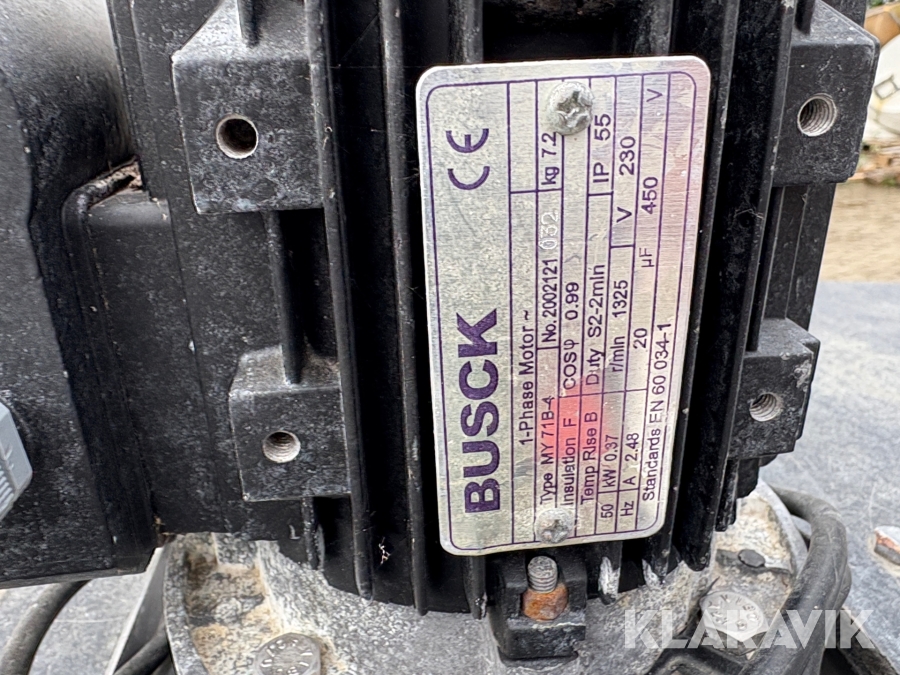 BUSCK CE
1-Phase Motor ~
Type MY 71B-4 No. 2002121 032 kg 7.2
Insulation F COSφ 0.99
Temp Rise B Duty S2-2mIn IP 55
50 kW 0.37 r/mIn 1325 V 230
Hz A 2.48 20 µF 450 V
Standards EN 60 034-1
KLARAVIK